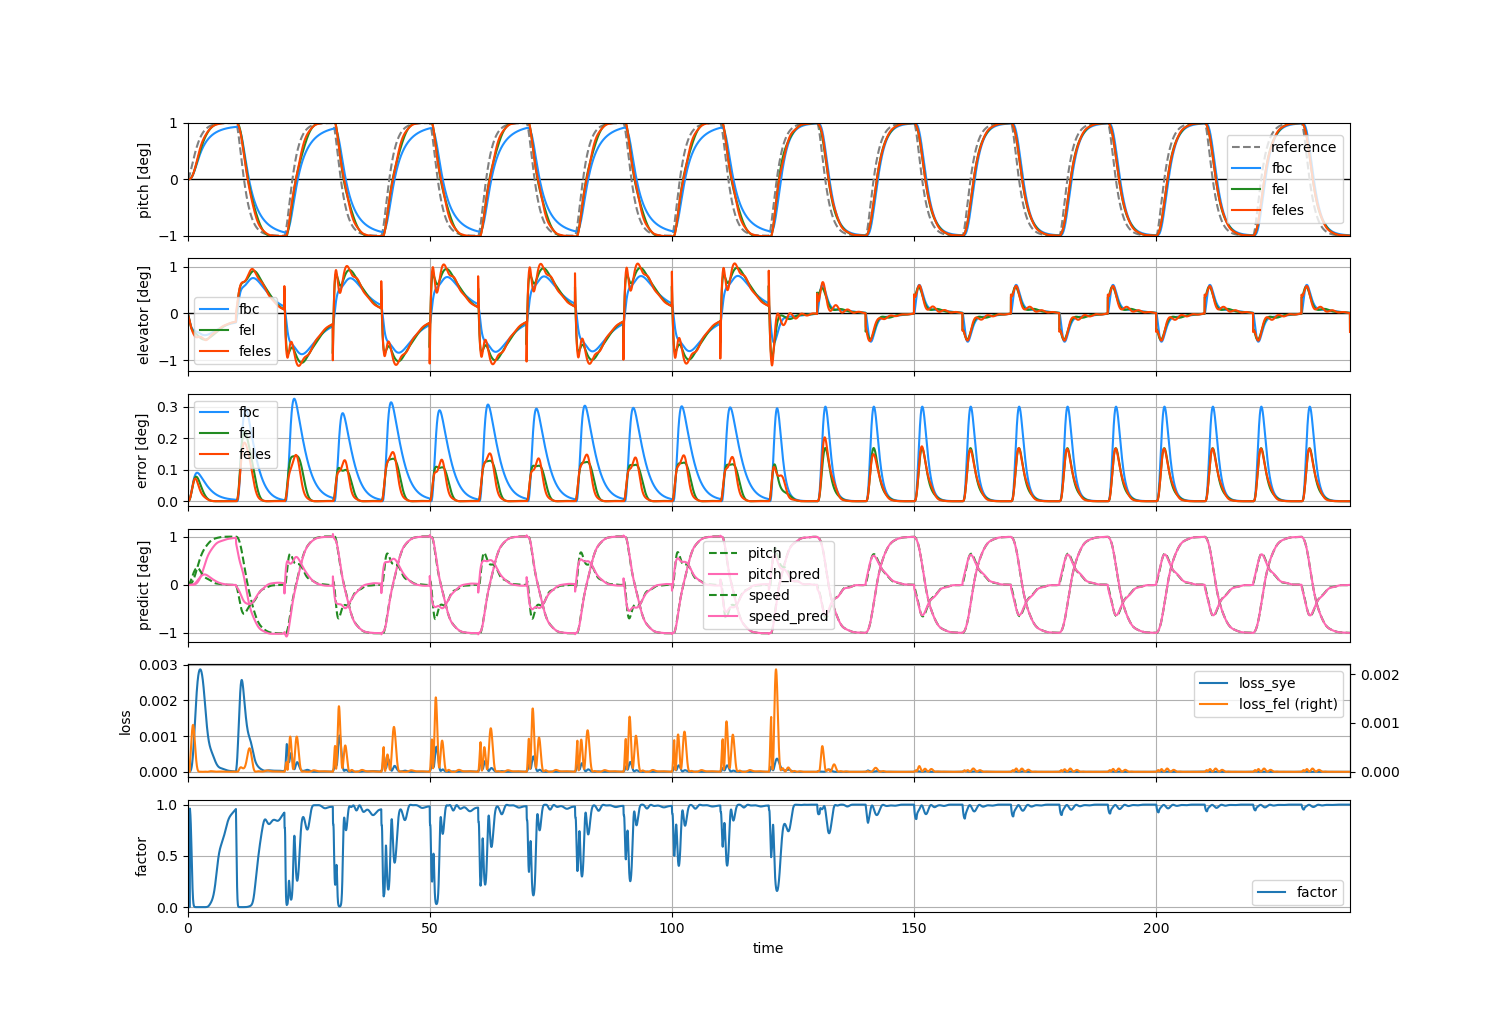 pitch [deg]
1
0
−1
reference
fbc
fel
feles
elevator [deg]
1
0
−1
fbc
fel
feles
error [deg]
0.3
0.2
0.1
0.0
fbc
fel
feles
predict [deg]
1
0
−1
pitch
pitch_pred
speed
speed_pred
loss
0.003
0.002
0.001
0.000
loss_sye
loss_fel (right)
0.002
0.001
0.000
factor
1.0
0.5
0.0
factor
0 50 100 150 200
time